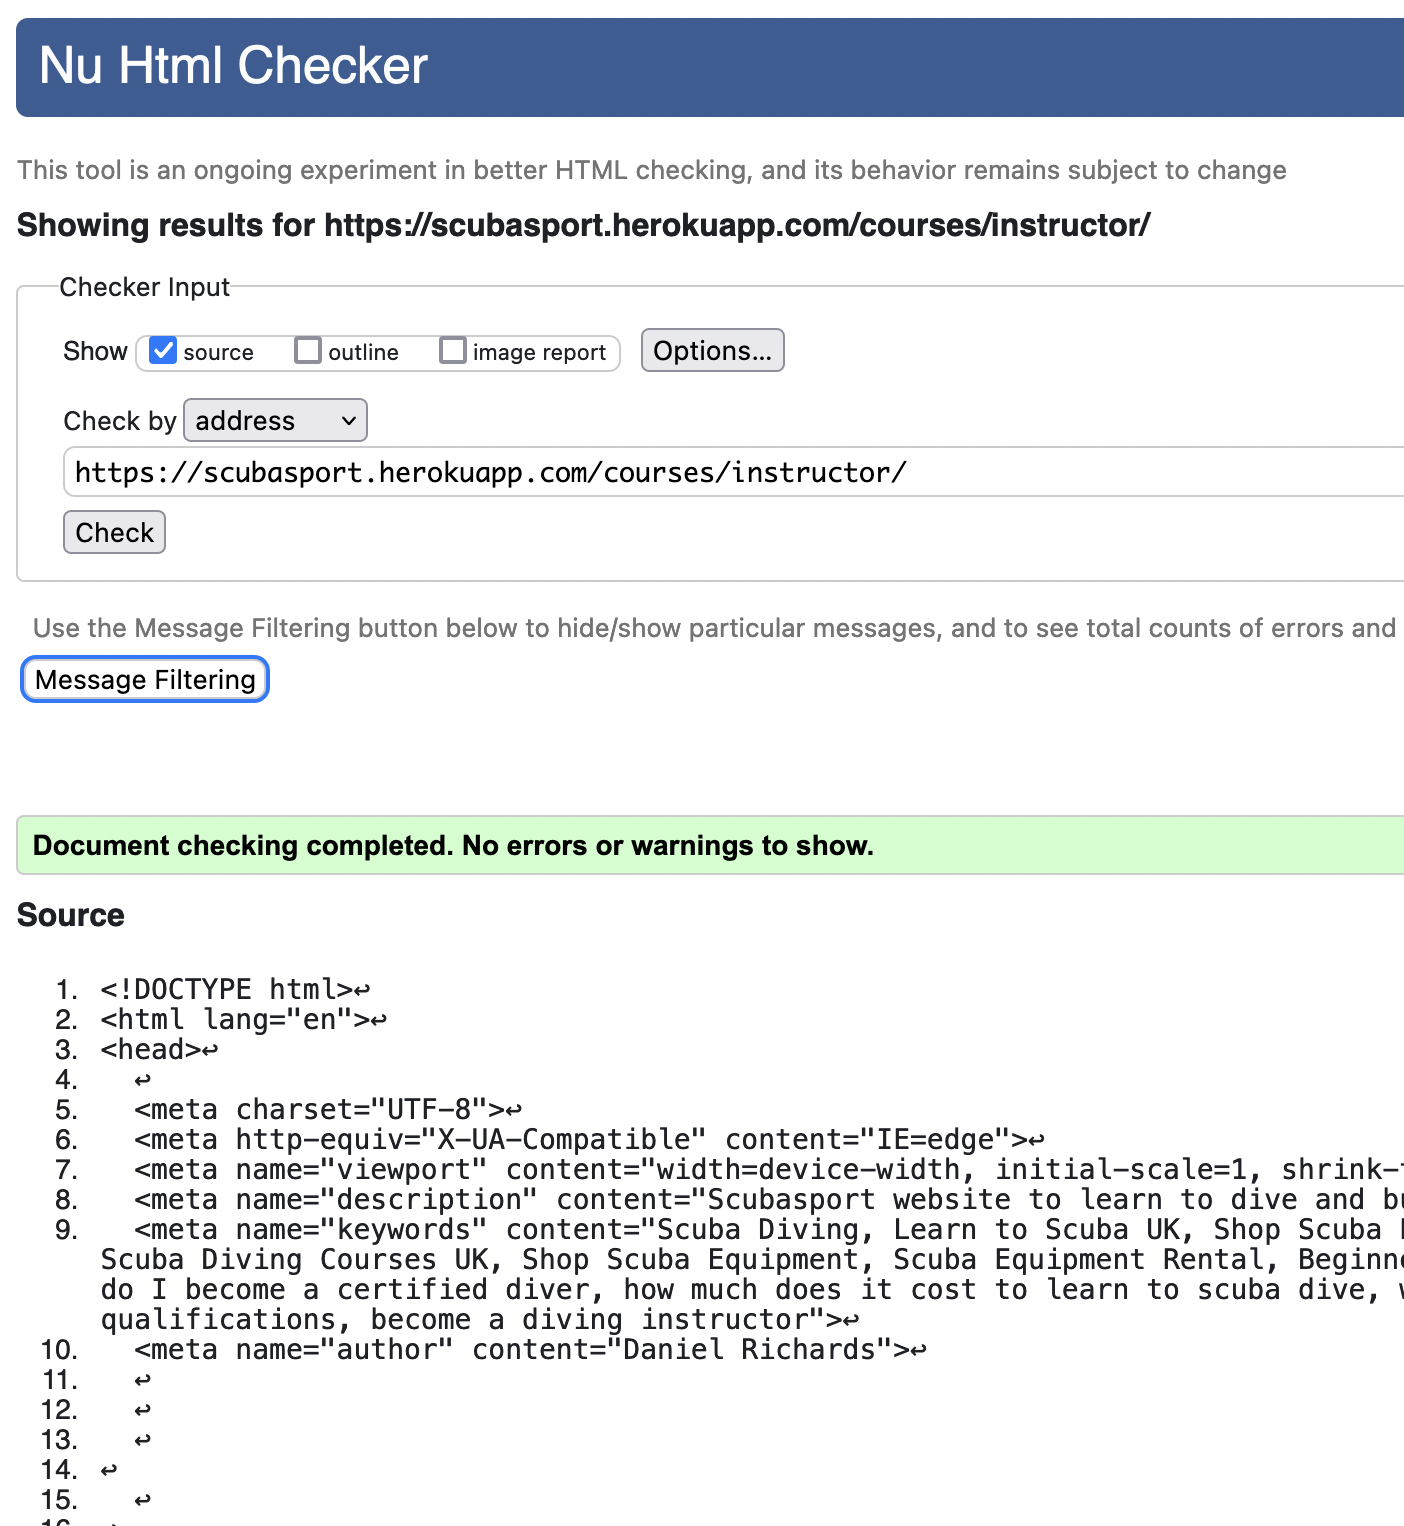 Nu Html Checker
This tool is an ongoing experiment in better HTML checking, and its behavior remains subject to change
Showing results for https://scubasport.herokuapp.com/courses/instructor/
Checker Input
Show source outline image report Options...
Check by address
https://scubasport.herokuapp.com/courses/instructor/
Check
Use the Message Filtering button below to hide/show particular messages, and to see total counts of errors and
Message Filtering
Document checking completed. No errors or warnings to show.
Source
1. <!DOCTYPE html>↩
2. <html lang="en">↩
3. <head>↩
4. ↩
5. <meta charset="UTF-8">↩
6. <meta http-equiv="X-UA-Compatible" content="IE=edge">↩
7. <meta name="viewport" content="width=device-width, initial-scale=1, shrink-
8. <meta name="description" content="Scubasport website to learn to dive and
9. <meta name="keywords" content="Scuba Diving, Learn to Scuba UK, Shop Scuba
Scuba Diving Courses UK, Shop Scuba Equipment, Scuba Equipment Rental,
do I become a certified diver, how much does it cost to learn to scuba dive,
qualifications, become a diving instructor">↩
10. <meta name="author" content="Daniel Richards">↩
11. ↩
12. ↩
13. ↩
14. ↩
15. ↩